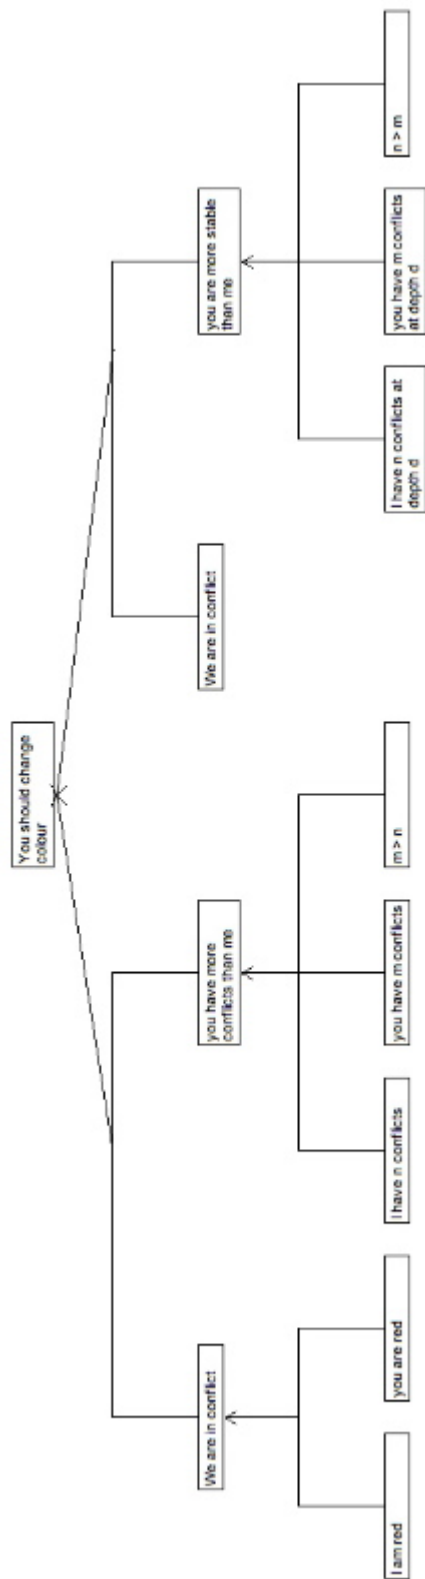 You should change
colour
We are in conflict
you have more
conflicts than me
We are in conflict
you are more stable
than me
I am red
you are red
I have n conflicts
you have m conflicts
m > n
I have n conflicts at
depth d
you have m conflicts
at depth d
n > m